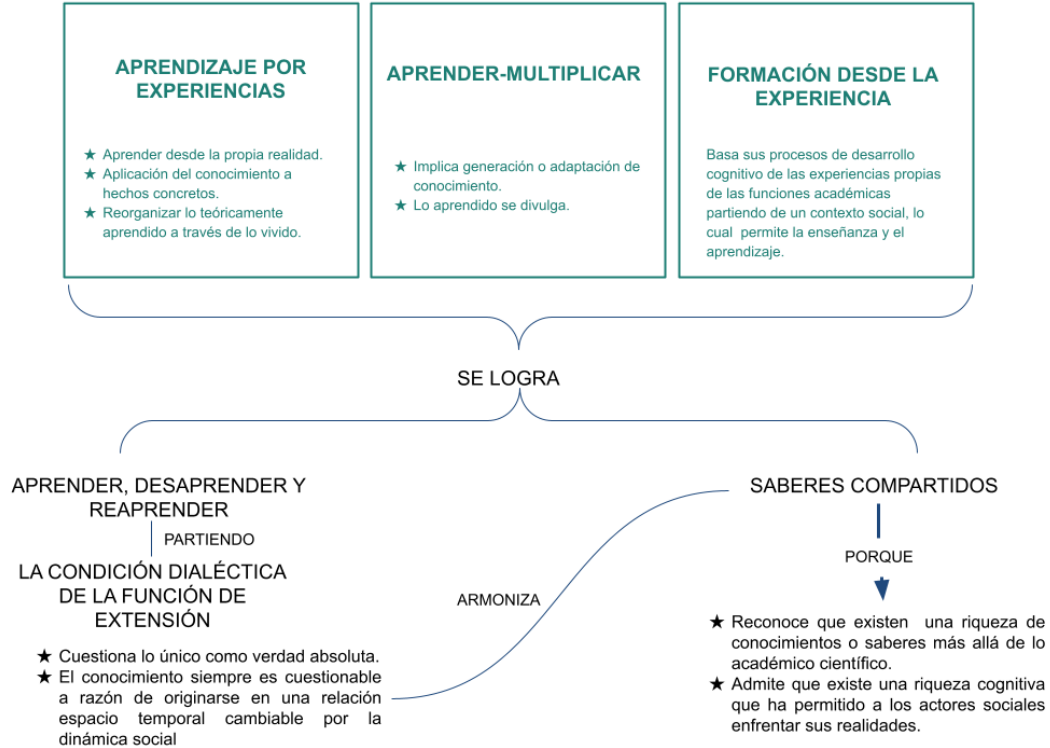 APRENDIZAJE POR
EXPERIENCIAS
★ Aprender desde la propia realidad.
★ Aplicación del conocimiento a
hechos concretos.
★ Reorganizar lo teóricamente
aprendido a través de lo vivido.
APRENDER-MULTIPLICAR
★ Implica generación o adaptación de
conocimiento.
★ Lo aprendido se divulga.
FORMACIÓN DESDE LA
EXPERIENCIA
Basa sus procesos de desarrollo
cognitivo de las experiencias propias
de las funciones académicas
partiendo de un contexto social, lo
cual permite la enseñanza y el
aprendizaje.
SE LOGRA
APRENDER, DESAPRENDER Y
REAPRENDER
PARTIENDO
LA CONDICIÓN DIALÉCTICA
DE LA FUNCIÓN DE
EXTENSIÓN
★ Cuestiona lo único como verdad absoluta.
★ El conocimiento siempre es cuestionable
a razón de originarse en una relación
espacio temporal cambiable por la
dinámica social
ARMONIZA
SABERES COMPARTIDOS
PORQUE
★ Reconoce que existen una riqueza de
conocimientos o saberes más allá de lo
académico científico.
★ Admite que existe una riqueza cognitiva
que ha permitido a los actores sociales
enfrentar sus realidades.